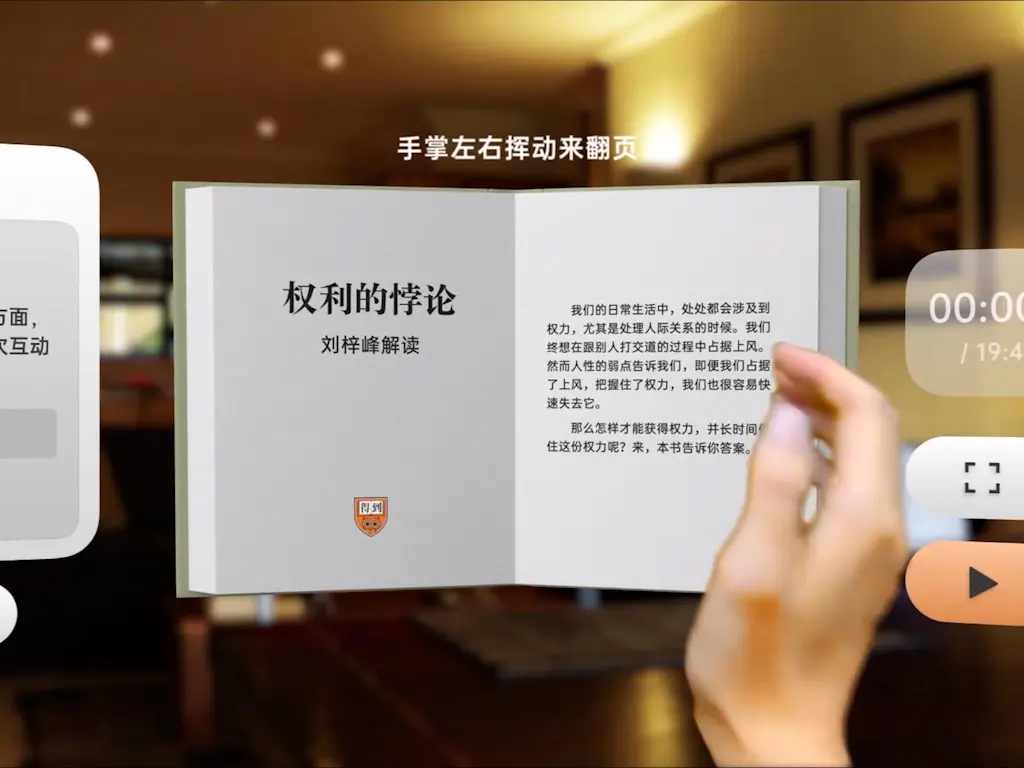 手掌左右挥动来翻页
方面，
次互动
权利的悖论
刘梓峰解读
得到
我们的日常生活中，处处都会涉及到
权力，尤其是处理人际关系的时候。我们
终想在跟别人打交道的过程中占据上风。
然而人性的弱点告诉我们，即便我们占据
了上风，把握住了权力，我们也很容易快
速失去它。
那么怎样才能获得权力，并长时间
住这份权力呢？来，本书告诉你答案。
00:00
/ 19:4